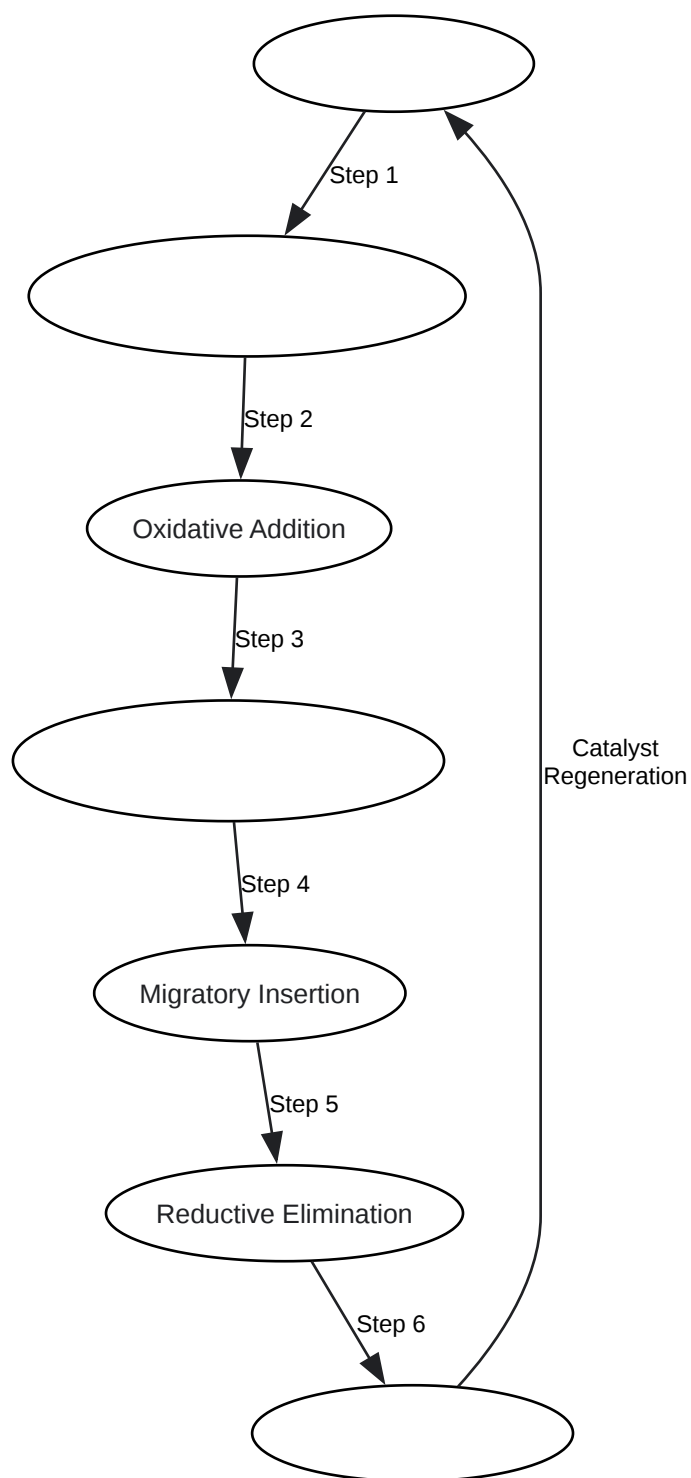 Step 1
Step 2
Oxidative Addition
Step 3
Catalyst
Regeneration
Step 4
Migratory Insertion
Step 5
Reductive Elimination
Step 6